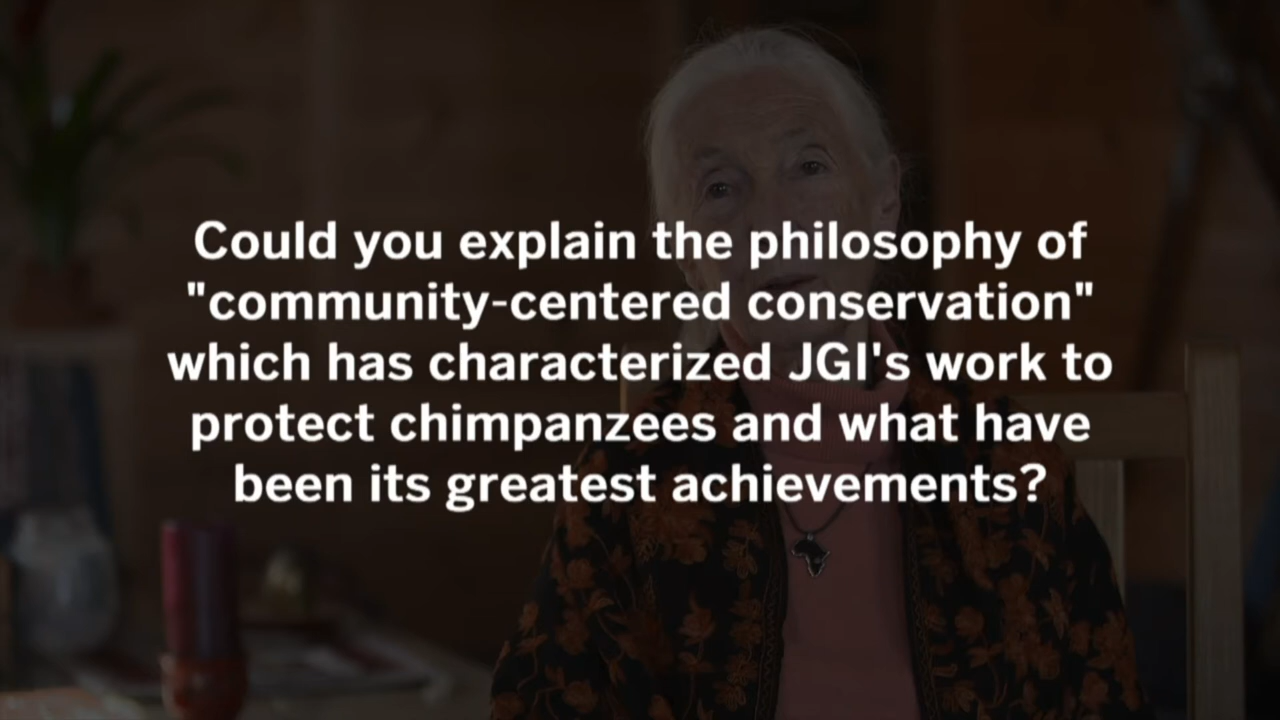 Could you explain the philosophy of
"community-centered conservation"
which has characterized JGI's work to
protect chimpanzees and what have
been its greatest achievements?